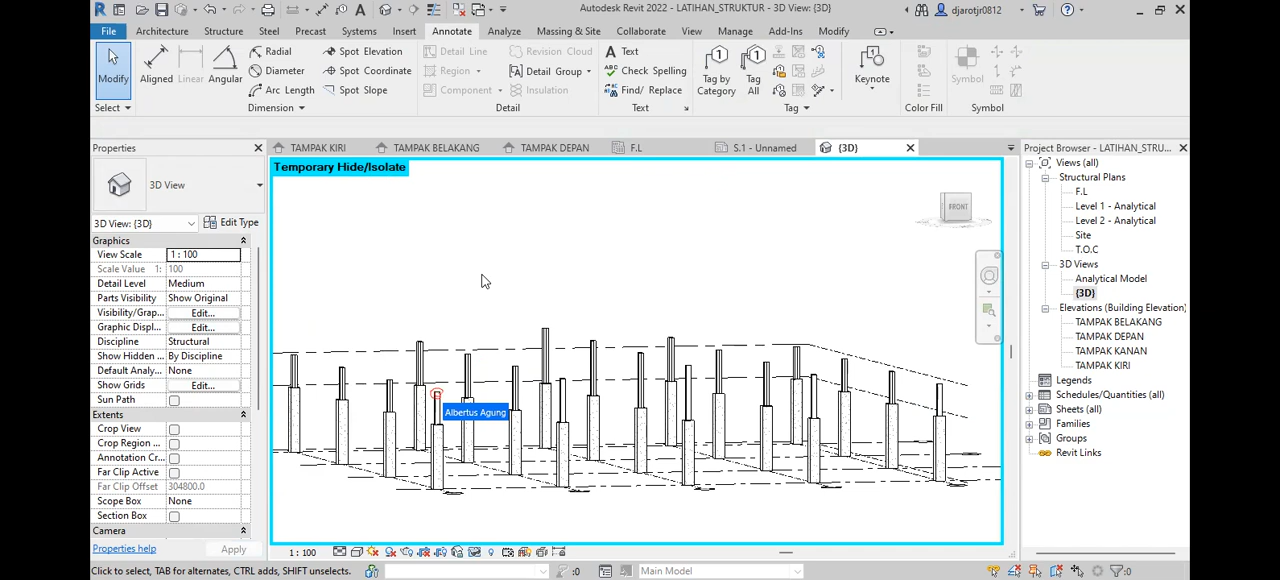 Autodesk Revit 2022 - LATIHAN_STRUKTUR - 3D View: {3D}
djarotjr0812
File
Architecture
Structure
Steel
Precast
Systems
Insert
Annotate
Analyze
Massing & Site
Collaborate
View
Manage
Add-Ins
Modify
Modify
Select
Aligned
Linear
Angular
Radial
Diameter
Arc Length
Spot Elevation
Spot Coordinate
Spot Slope
Dimension
Detail Line
Region
Component
Revision Cloud
Detail Group
Insulation
Detail
Text
Check Spelling
Find/ Replace
Text
Tag by Category
Tag All
Tag
Keynote
Color Fill
Symbol
Symbol
Properties
TAMPAK KIRI
TAMPAK BELAKANG
TAMPAK DEPAN
F.L
S.1 - Unnamed
{3D}
Project Browser - LATIHAN_STRU...
3D View
3D View: {3D}
Edit Type
Graphics
View Scale 1 : 100
Scale Value 1: 100
Detail Level Medium
Parts Visibility Show Original
Visibility/Grap... Edit...
Graphic Displ... Edit...
Discipline Structural
Show Hidden ... By Discipline
Default Analy... None
Show Grids Edit...
Sun Path
Extents
Crop View
Crop Region ...
Annotation Cr...
Far Clip Active
Far Clip Offset 304800.0
Scope Box None
Section Box
Camera
Properties help
Apply
Temporary Hide/Isolate
FRONT
Albertus Agung
1 : 100
Views (all)
Structural Plans
F.L
Level 1 - Analytical
Level 2 - Analytical
Site
T.O.C
3D Views
Analytical Model
{3D}
Elevations (Building Elevation)
TAMPAK BELAKANG
TAMPAK DEPAN
TAMPAK KANAN
TAMPAK KIRI
Legends
Schedules/Quantities (all)
Sheets (all)
Families
Groups
Revit Links
Click to select, TAB for alternates, CTRL adds, SHIFT unselects.
:0
Main Model
:0